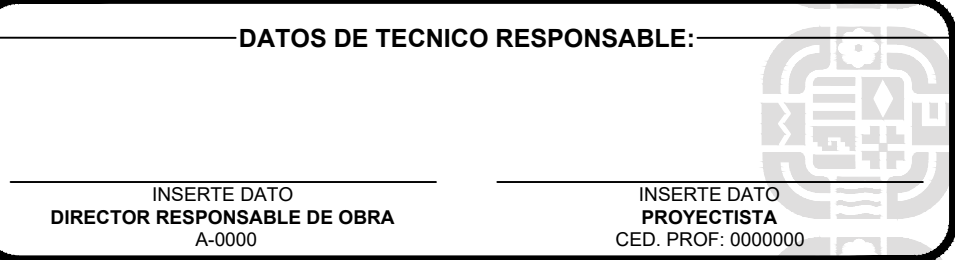 DATOS DE TECNICO RESPONSABLE:
INSERTE DATO
DIRECTOR RESPONSABLE DE OBRA
A-0000
INSERTE DATO
PROYECTISTA
CED. PROF: 0000000